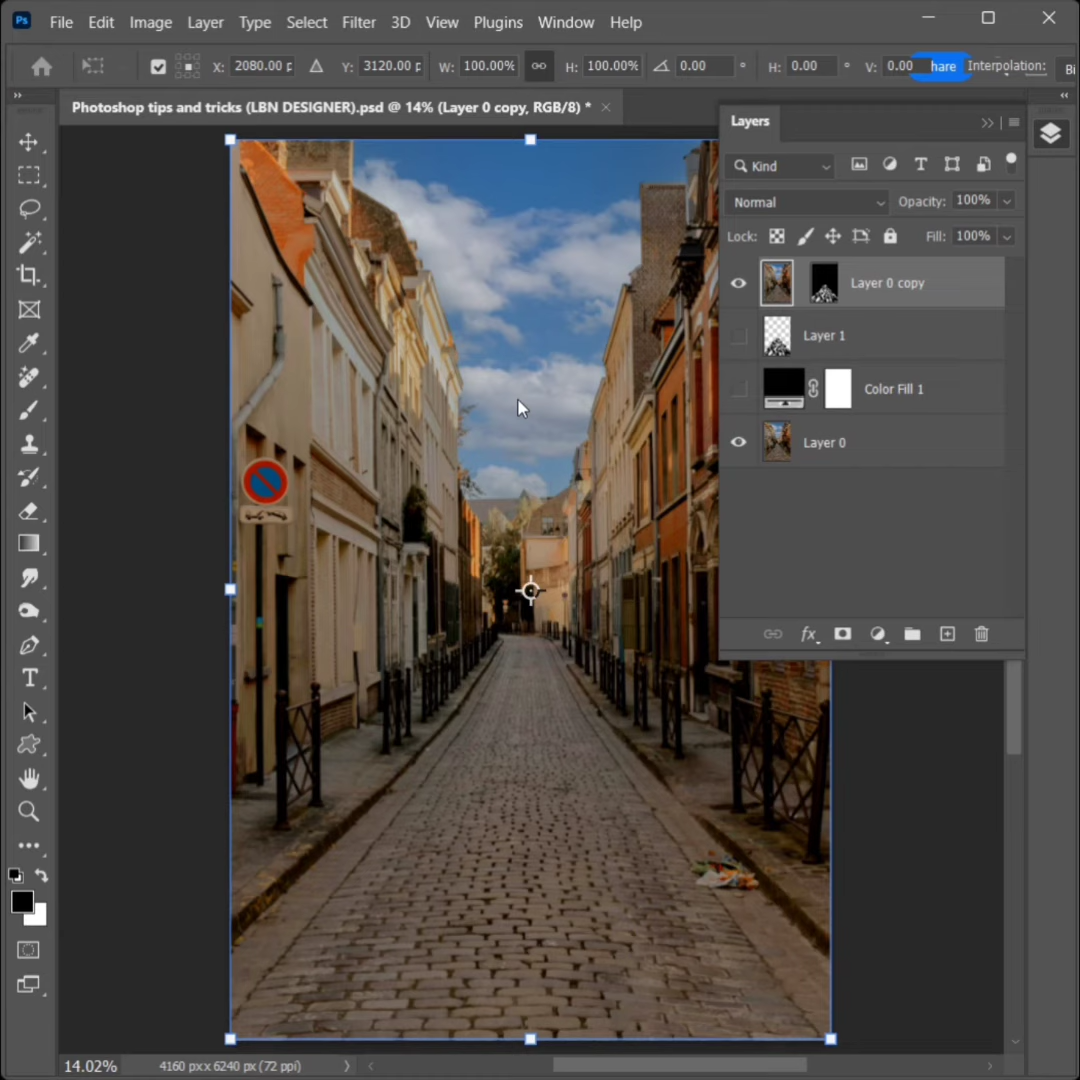 Ps File Edit Image Layer Type Select Filter 3D View Plugins Window Help
X: 2080.00 p Y: 3120.00 p W: 100.00% H: 100.00% 0.00 ° H: 0.00 ° V: 0.00 hare Interpolation: Bi
Photoshop tips and tricks (LBN DESIGNER).psd @ 14% (Layer 0 copy, RGB/8) *
Layers
Kind
Normal Opacity: 100%
Lock: Fill: 100%
Layer 0 copy
Layer 1
Color Fill 1
Layer 0
fx
14.02% 4160 px x 6240 px (72 ppi)